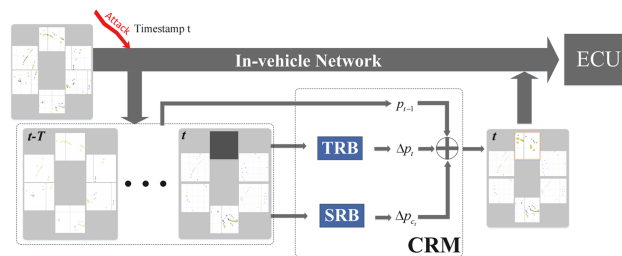 Attack
Timestamp t
In-vehicle Network
ECU
t-T
t
p_{t-1}
TRB
Δp_t
SRB
Δp_{c_t}
CRM
t